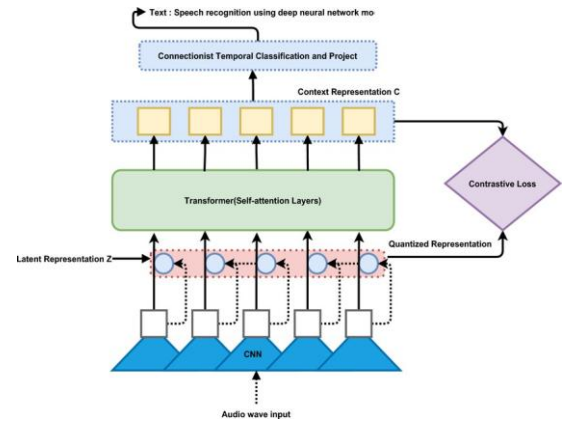 Text : Speech recognition using deep neural network mo
Connectionist Temporal Classification and Project
Context Representation C
Contrastive Loss
Transformer(Self-attention Layers)
Quantized Representation
Latent Representation Z
CNN
Audio wave input